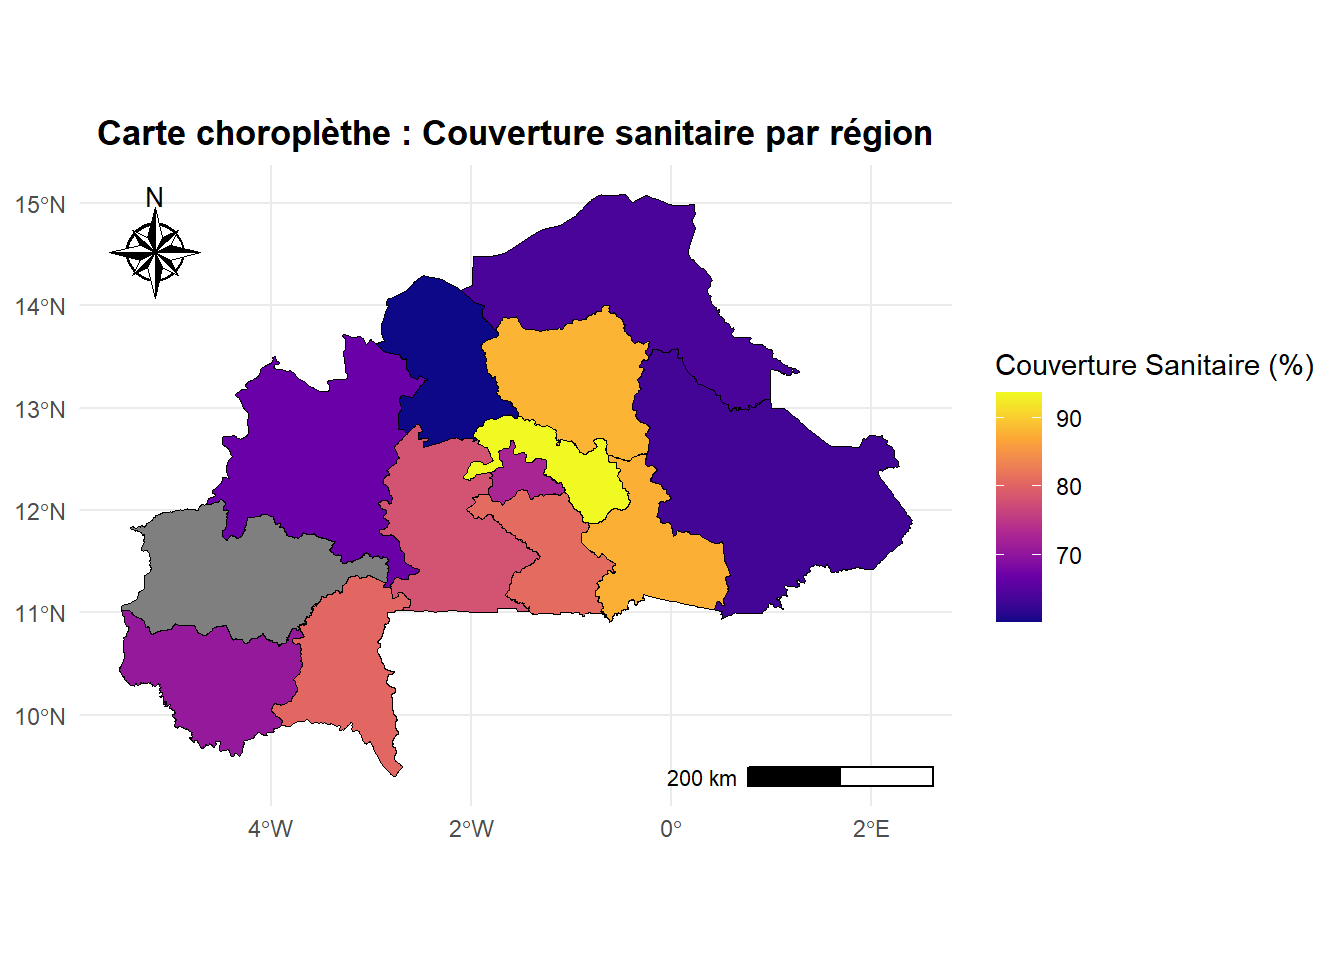 Carte choroplèthe : Couverture sanitaire par région
N
15°N
14°N
13°N
12°N
11°N
10°N
4°W
2°W
0°
2°E
200 km
Couverture Sanitaire (%)
90
80
70